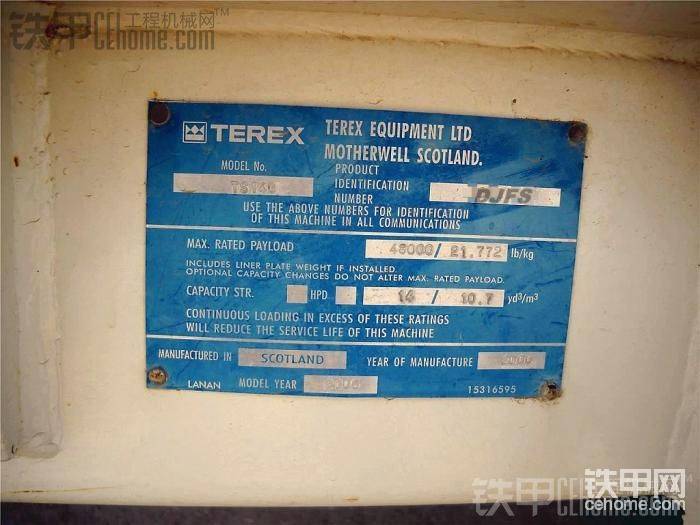 铁甲 工程机械网
CEhome.com
TEREX
TEREX EQUIPMENT LTD
MOTHERWELL SCOTLAND.
MODEL No.
PRODUCT
IDENTIFICATION
NUMBER
DJFS
USE THE ABOVE NUMBERS FOR IDENTIFICATION
OF THIS MACHINE IN ALL COMMUNICATIONS
MAX. RATED PAYLOAD 48000/ 21.772 lb/kg
INCLUDES LINER PLATE WEIGHT IF INSTALLED.
OPTIONAL CAPACITY CHANGES DO NOT ALTER MAX. RATED PAYLOAD.
CAPACITY STR. HPD 14 / 10.7 yd³/m³
CONTINUOUS LOADING IN EXCESS OF THESE RATINGS
WILL REDUCE THE SERVICE LIFE OF THIS MACHINE
MANUFACTURED IN SCOTLAND YEAR OF MANUFACTURE
LANAN MODEL YEAR 15316595
铁甲网
CEhome.com